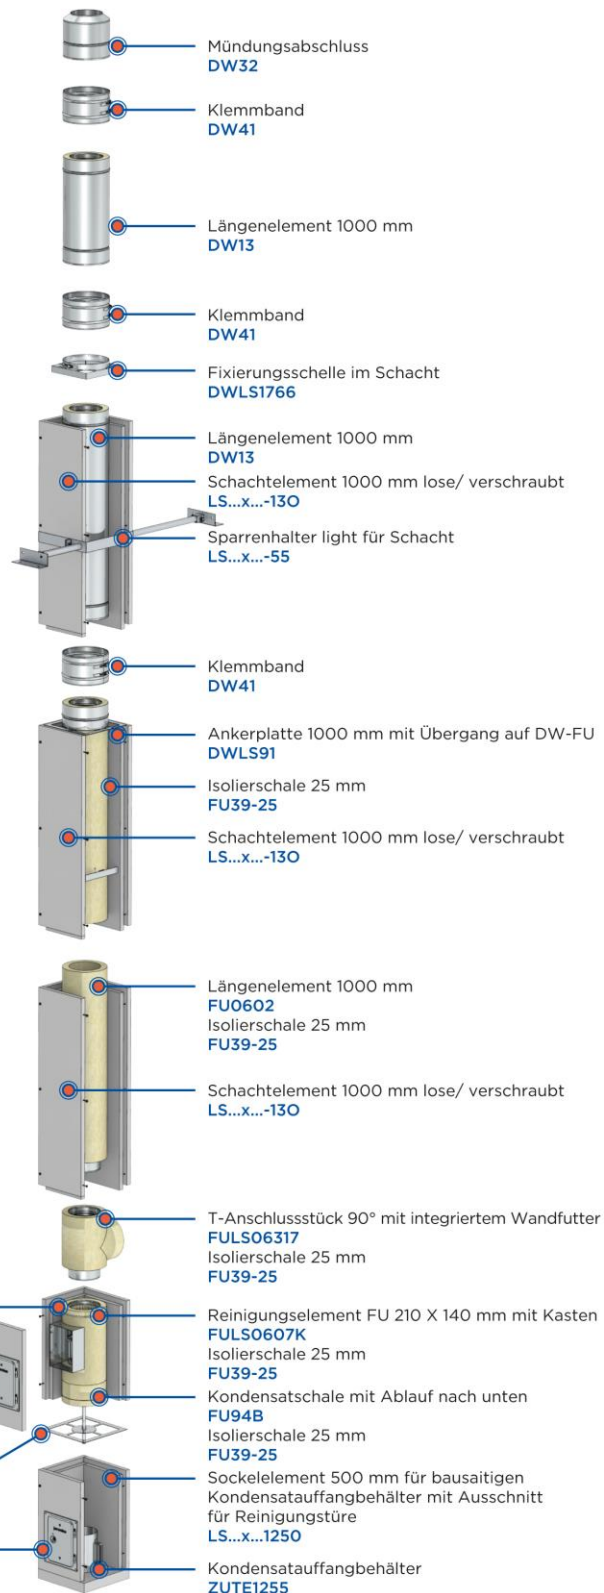 Mündungsabschluss
DW32
Klemmband
DW41
Längenelement 1000 mm
DW13
Klemmband
DW41
Fixierungsschelle im Schacht
DWLS1766
Längenelement 1000 mm
DW13
Schachtelement 1000 mm lose/ verschraubt
LS...x...-13O
Sparrenhalter light für Schacht
LS...x...-55
Klemmband
DW41
Ankerplatte 1000 mm mit Übergang auf DW-FU
DWLS91
Isolierschale 25 mm
FU39-25
Schachtelement 1000 mm lose/ verschraubt
LS...x...-13O
Längenelement 1000 mm
FU0602
Isolierschale 25 mm
FU39-25
Schachtelement 1000 mm lose/ verschraubt
LS...x...-13O
T-Anschlussstück 90° mit integriertem Wandfutter
FULS06317
Isolierschale 25 mm
FU39-25
Reinigungselement FU 210 X 140 mm mit Kasten
FULS0607K
Isolierschale 25 mm
FU39-25
Kondensatschale mit Ablauf nach unten
FU94B
Isolierschale 25 mm
FU39-25
Sockelelement 500 mm für bausaitigen
Kondensatauffangbehälter mit Ausschnitt
für Reinigungstüre
LS...x...1250
Kondensatauffangbehälter
ZUTE1255